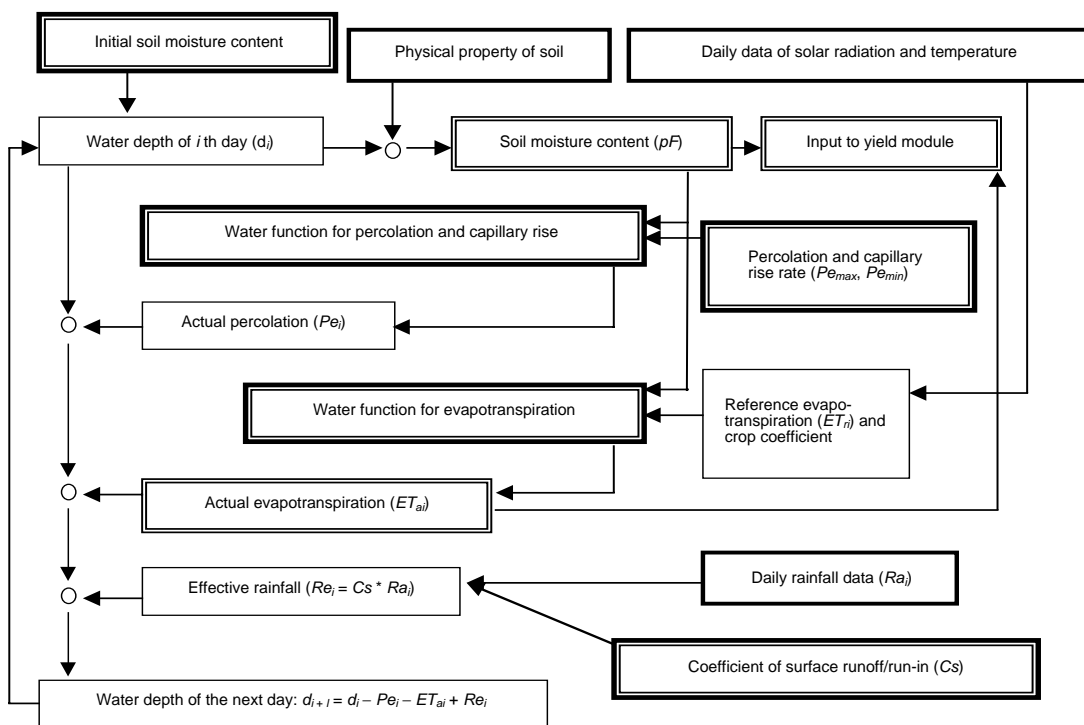 Initial soil moisture content
Physical property of soil
Daily data of solar radiation and temperature
Water depth of i th day (di)
Soil moisture content (pF)
Input to yield module
Water function for percolation and capillary rise
Percolation and capillary
rise rate (Pemax, Pemin)
Actual percolation (Pei)
Water function for evapotranspiration
Reference evapo-
transpiration (ETri) and
crop coefficient
Actual evapotranspiration (ETai)
Effective rainfall (Rei = Cs * Rai)
Daily rainfall data (Rai)
Coefficient of surface runoff/run-in (Cs)
Water depth of the next day: di + l = di – Pei – ETai + Rei